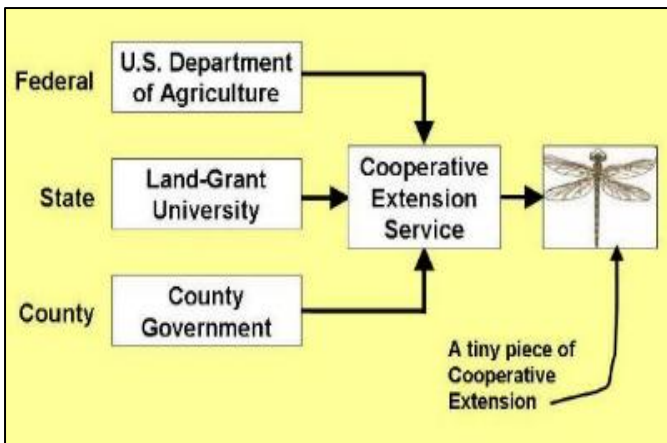 Federal
U.S. Department
of Agriculture
State
Land-Grant
University
Cooperative
Extension
Service
County
County
Government
A tiny piece of
Cooperative
Extension